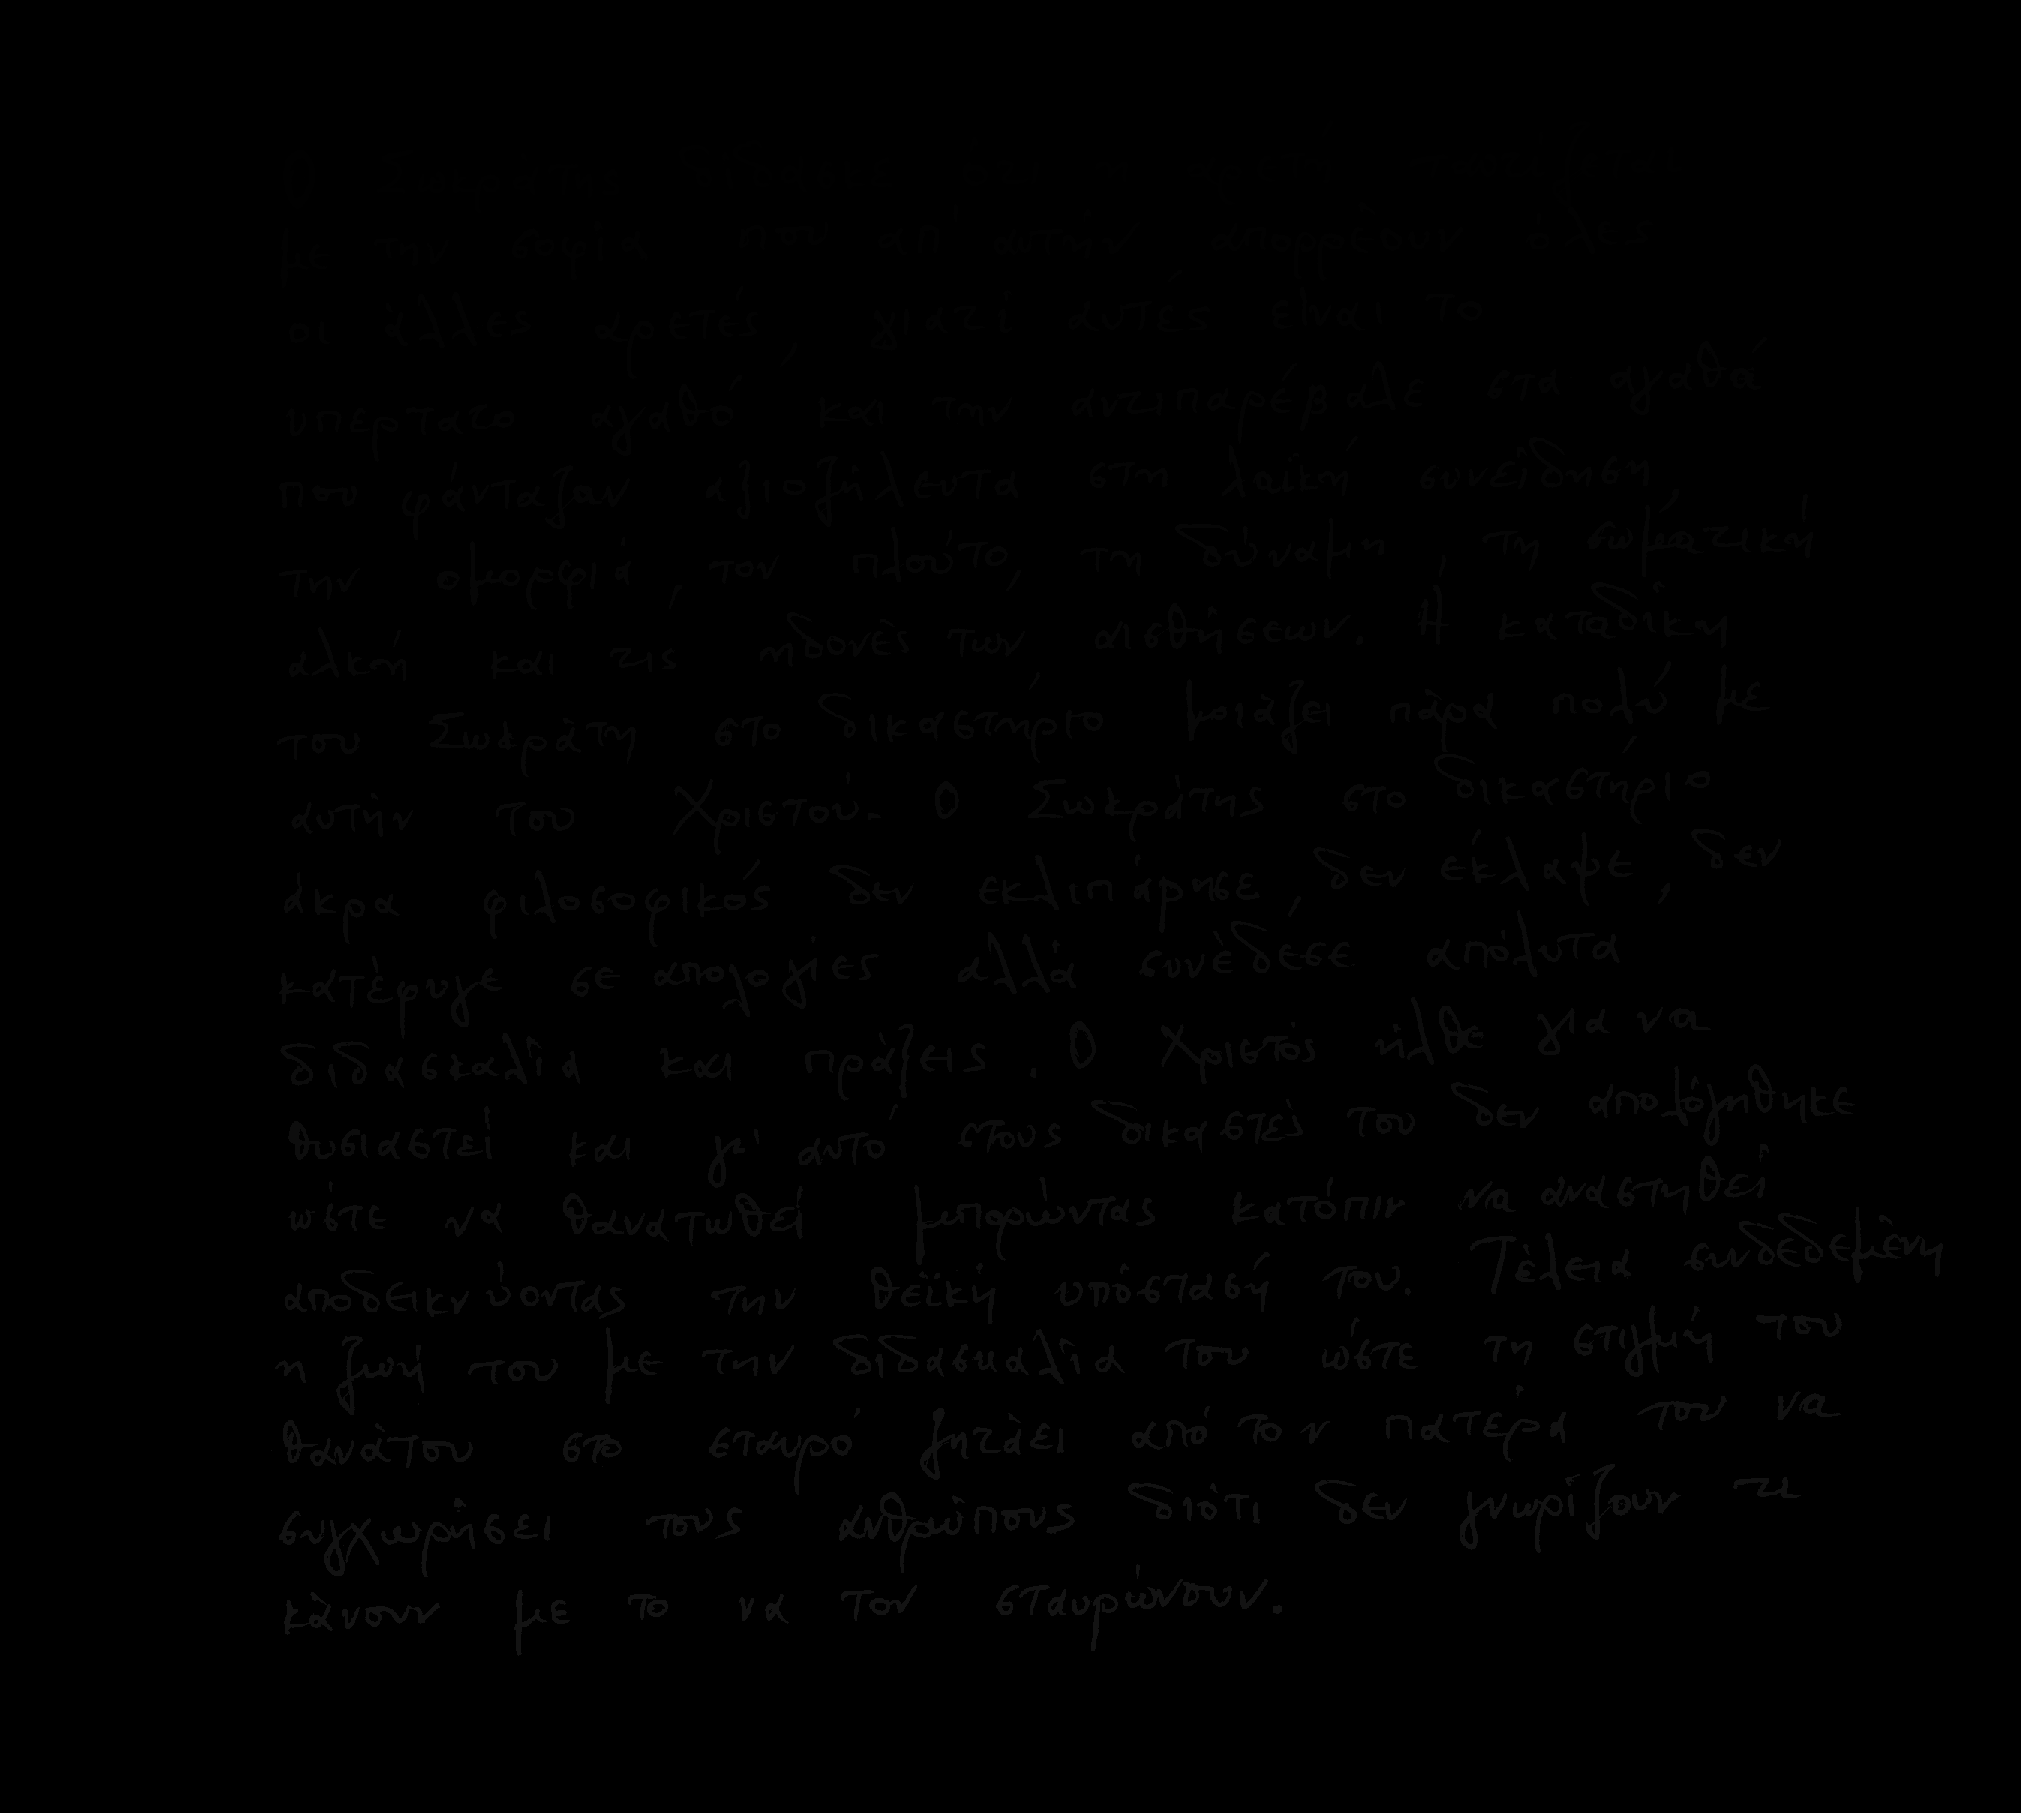 Ο Σωκράτης
με την σοφία που απ' αυτήν απορρέουν όλες
οι άλλες αρετές, γιατί αυτές είναι το
υπέρτατο αγαθό και την αντιπαρέβαλε στα αγαθά
που φάνταζαν αξιοζήλευτα στη λαϊκή συνείδηση,
την ομορφιά, τον πλούτο, τη δύναμη, τη σωματική
αλκή και τις ηδονές των αισθήσεων. Η καταδίκη
του Σωκράτη στο δικαστήριο μοιάζει πάρα πολύ με
αυτήν του Χριστού. Ο Σωκράτης στο δικαστήριο
άκρα φιλοσοφικός δεν εκλιπάρησε, δεν έκλαψε, δεν
κατέφυγε σε απολογίες αλλά συνέδεσε απόλυτα
διδασκαλία και πράξεις. Ο Χριστός ήλθε για να
θυσιαστεί και γι' αυτό στους δικαστές του δεν απολογήθηκε
ώστε να θανατωθεί μπορώντας κατόπιν να αναστηθεί
αποδεικνύοντας την θεϊκή υπόστασή του. Τέλεια συνδεδεμένη
η ζωή του με την διδασκαλία του ώστε τη στιγμή του
θανάτου στο σταυρό ζητάει από τον πατέρα του να
συγχωρήσει τους ανθρώπους διότι δεν γνωρίζουν τι
κάνουν με το να τον σταυρώνουν.